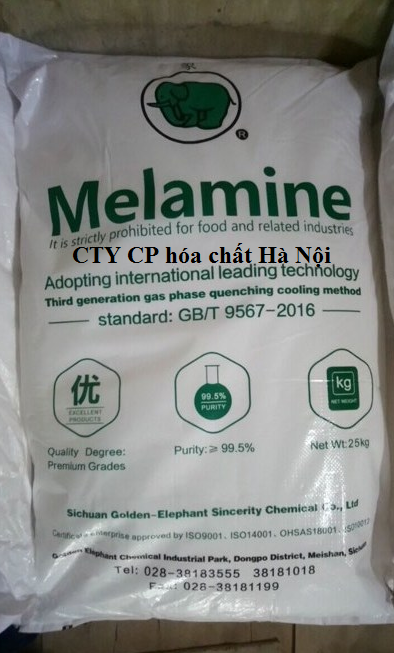 ®
Melamine
It is strictly prohibited for food and related industries
CTY CP hóa chất Hà Nội
Adopting international leading technology
Third generation gas phase quenching cooling method
standard: GB/T 9567-2016
优
EXCELLENT
PRODUCTS
99.5%
PURITY
kg
NET WEIGHT
Quality Degree:
Premium Grades
Purity:≥ 99.5%
Net Wt:25kg
Sichuan Golden-Elephant Sincerity Chemical Co., Ltd
Certificate enterprise approved by ISO9001、ISO14001、OHSAS18001、
Golden Elephant Chemical Industrial Park, Dongpo District, Meishan, Sichuan
Tel: 028-38183555 38181018
Fax: 028-38181199